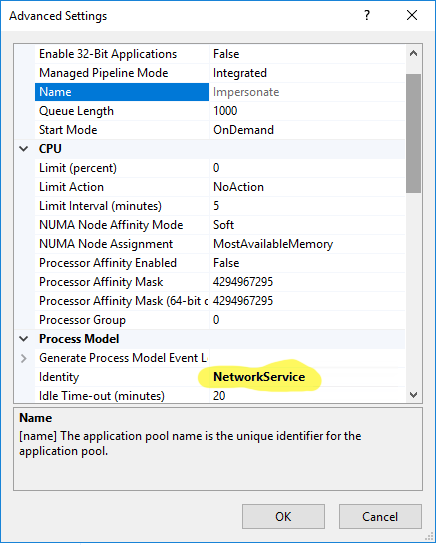 Advanced Settings
Enable 32-Bit Applications False
Managed Pipeline Mode Integrated
Name Impersonate
Queue Length 1000
Start Mode OnDemand
CPU
Limit (percent) 0
Limit Action NoAction
Limit Interval (minutes) 5
NUMA Node Affinity Mode Soft
NUMA Node Assignment MostAvailableMemory
Processor Affinity Enabled False
Processor Affinity Mask 4294967295
Processor Affinity Mask (64-bit c 4294967295
Processor Group 0
Process Model
Generate Process Model Event L
Identity NetworkService
Idle Time-out (minutes) 20
Name
[name] The application pool name is the unique identifier for the
application pool.
OK Cancel